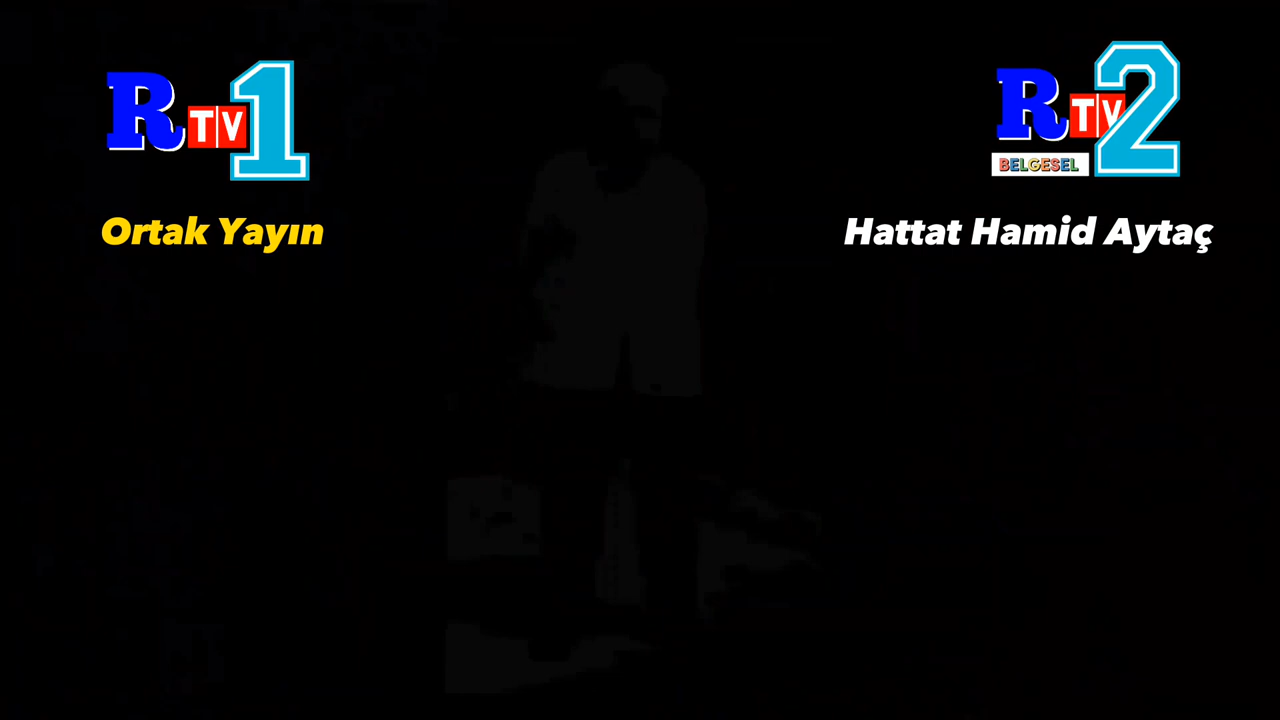 RTV1
RTV2
BELGESEL
Ortak Yayın
Hattat Hamid Aytaç